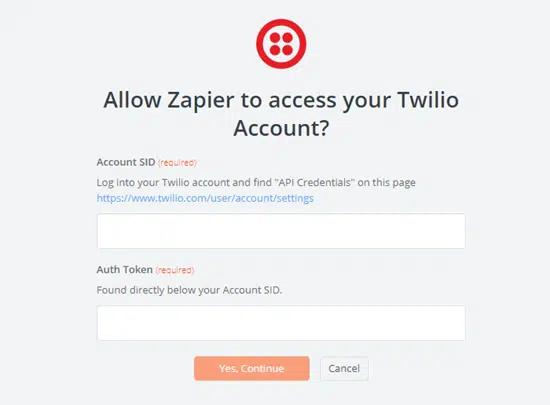 Allow Zapier to access your Twilio
Account?
Account SID (required)
Log into your Twilio account and find "API Credentials" on this page
https://www.twilio.com/user/account/settings
Auth Token (required)
Found directly below your Account SID.
Yes, Continue
Cancel